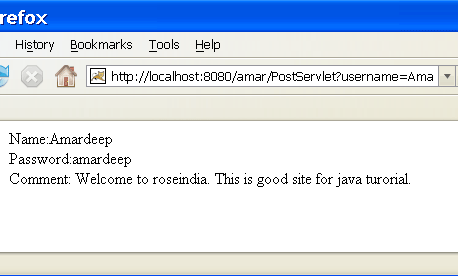 refox
History Bookmarks Tools Help
http://localhost:8080/amar/PostServlet?username=Ama
Name:Amardeep
Password:amardeep
Comment: Welcome to roseindia. This is good site for java turorial.